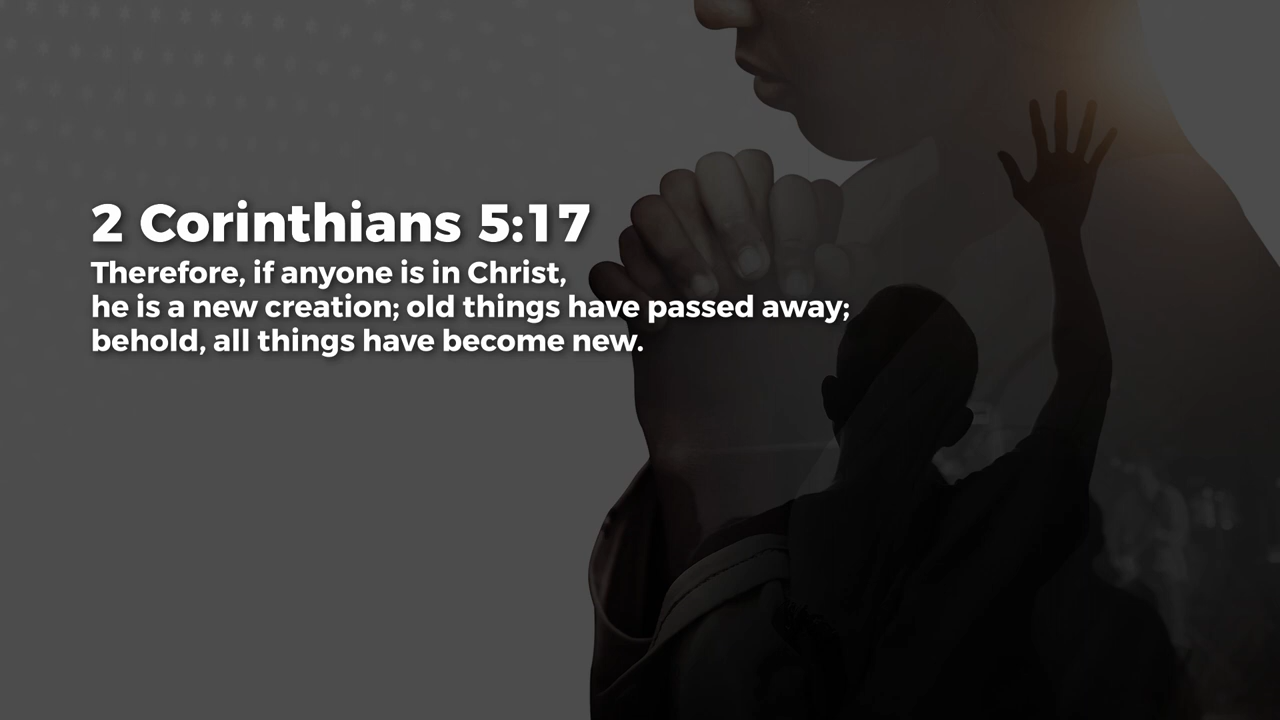 2 Corinthians 5:17
Therefore, if anyone is in Christ,
he is a new creation; old things have passed away;
behold, all things have become new.